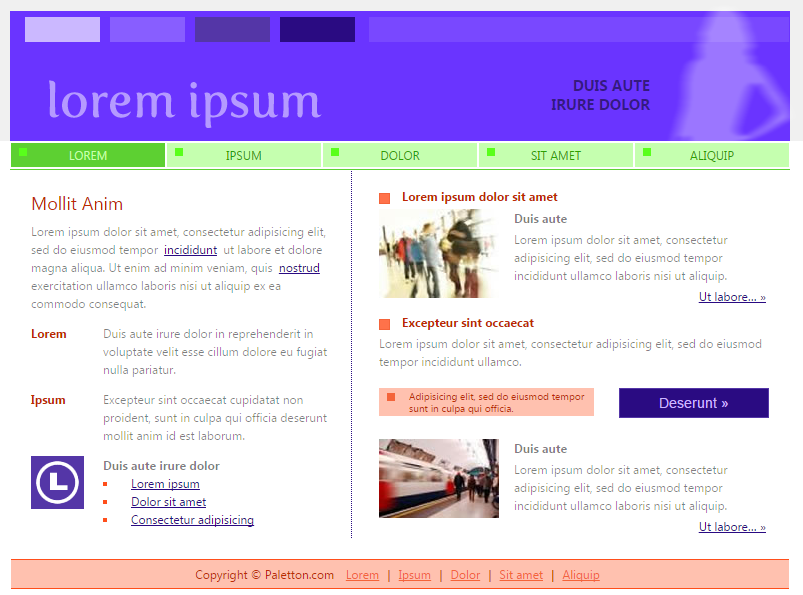 lorem ipsum
DUIS AUTE
IRURE DOLOR
LOREM
IPSUM
DOLOR
SIT AMET
ALIQUIP
Mollit Anim
Lorem ipsum dolor sit amet, consectetur adipisicing elit,
sed do eiusmod tempor incididunt ut labore et dolore
magna aliqua. Ut enim ad minim veniam, quis nostrud
exercitation ullamco laboris nisi ut aliquip ex ea
commodo consequat.
Lorem Duis aute irure dolor in reprehenderit in
voluptate velit esse cillum dolore eu fugiat
nulla pariatur.
Ipsum Excepteur sint occaecat cupidatat non
proident, sunt in culpa qui officia deserunt
mollit anim id est laborum.
Duis aute irure dolor
Lorem ipsum
Dolor sit amet
Consectetur adipisicing
Lorem ipsum dolor sit amet
Duis aute
Lorem ipsum dolor sit amet, consectetur
adipisicing elit, sed do eiusmod tempor
incididunt ullamco laboris nisi ut aliquip.
Ut labore... »
Excepteur sint occaecat
Lorem ipsum dolor sit amet, consectetur adipisicing elit, sed do eiusmod
tempor incididunt ullamco.
Adipisicing elit, sed do eiusmod tempor
sunt in culpa qui officia.
Deserunt »
Duis aute
Lorem ipsum dolor sit amet, consectetur
adipisicing elit, sed do eiusmod tempor
incididunt ullamco laboris nisi ut aliquip.
Ut labore... »
Copyright © Paletton.com Lorem | Ipsum | Dolor | Sit amet | Aliquip